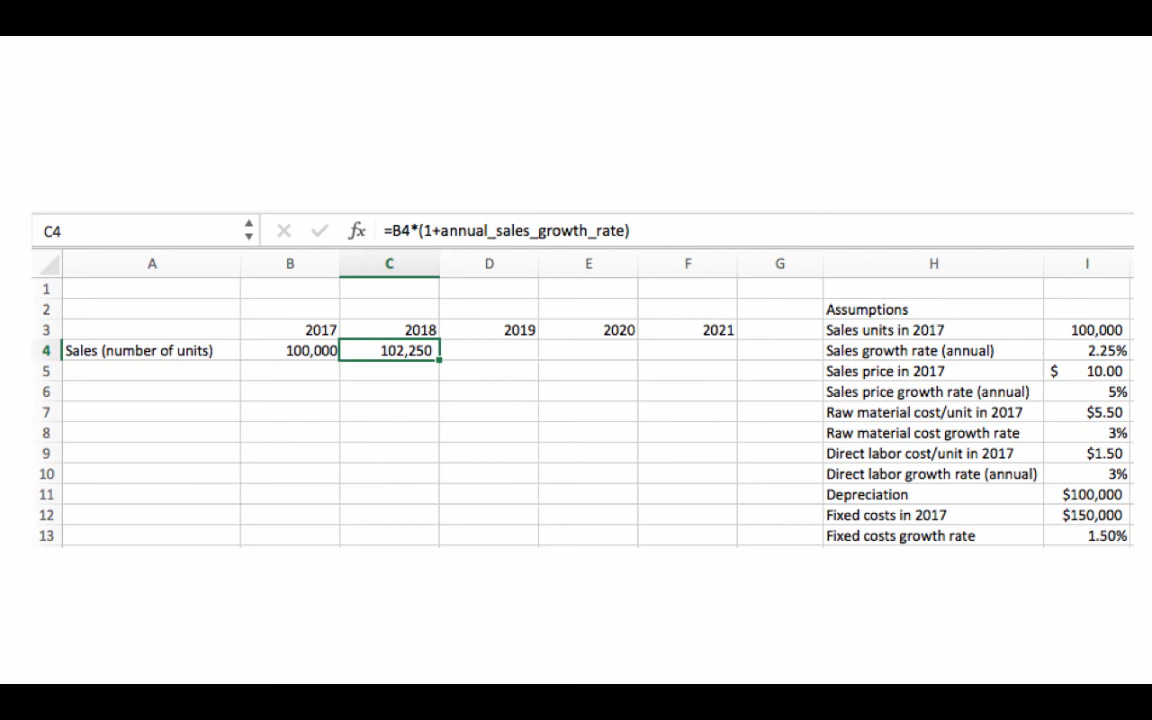 C4 fx =B4*(1+annual_sales_growth_rate)
A B C D E F G H I
1
2 Assumptions
3 2017 2018 2019 2020 2021 Sales units in 2017 100,000
4 Sales (number of units) 100,000 102,250 Sales growth rate (annual) 2.25%
5 Sales price in 2017 $ 10.00
6 Sales price growth rate (annual) 5%
7 Raw material cost/unit in 2017 $5.50
8 Raw material cost growth rate 3%
9 Direct labor cost/unit in 2017 $1.50
10 Direct labor growth rate (annual) 3%
11 Depreciation $100,000
12 Fixed costs in 2017 $150,000
13 Fixed costs growth rate 1.50%